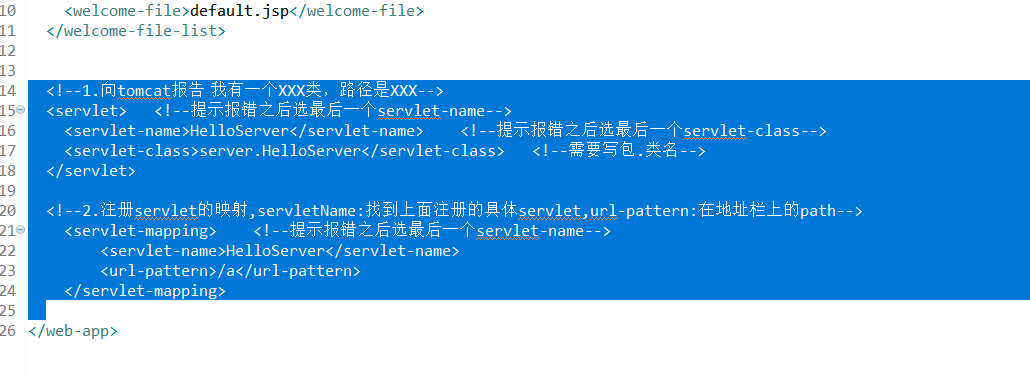 10 <welcome-file>default.jsp</welcome-file>
11 </welcome-file-list>
12
13
14 <!--1.向tomcat报告 我有一个XXX类，路径是XXX-->
15 <servlet> <!--提示报错之后选最后一个servlet-name-->
16 <servlet-name>HelloServer</servlet-name> <!--提示报错之后选最后一个servlet-class-->
17 <servlet-class>server.HelloServer</servlet-class> <!--需要写包.类名-->
18 </servlet>
19
20 <!--2.注册servlet的映射,servletName:找到上面注册的具体servlet,url-pattern:在地址栏上的path-->
21 <servlet-mapping> <!--提示报错之后选最后一个servlet-name-->
22 <servlet-name>HelloServer</servlet-name>
23 <url-pattern>/a</url-pattern>
24 </servlet-mapping>
25
26 </web-app>